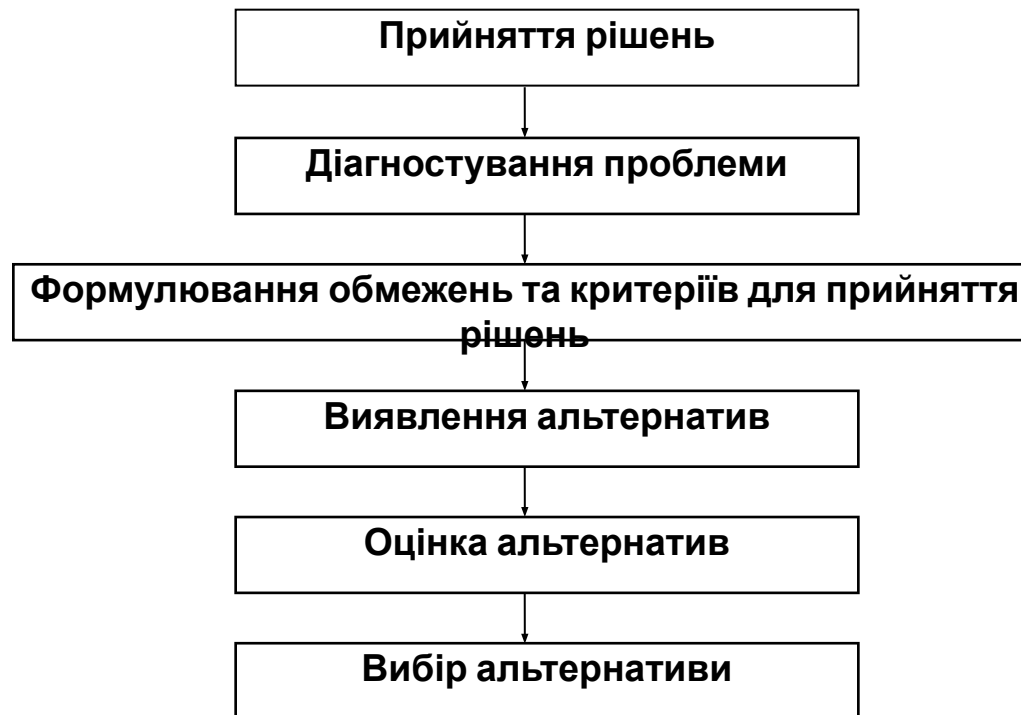 Прийняття рішень
Діагностування проблеми
Формулювання обмежень та критеріїв для прийняття
рішень
Виявлення альтернатив
Оцінка альтернатив
Вибір альтернативи